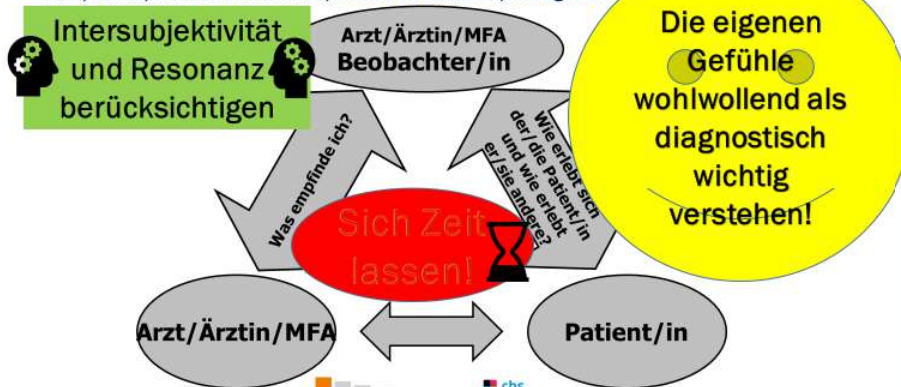 Intersubjektivität
und Resonanz
berücksichtigen
Arzt/Ärztin/MFA
Beobachter/in
Die eigenen
Gefühle
wohlwollend als
diagnostisch
wichtig
verstehen!
Was empfinde ich?
Wie erlebt sich
der/die Patient/in
und wie erlebt
er/sie andere?
Sich Zeit
lassen!
Arzt/Ärztin/MFA
Patient/in
cbs